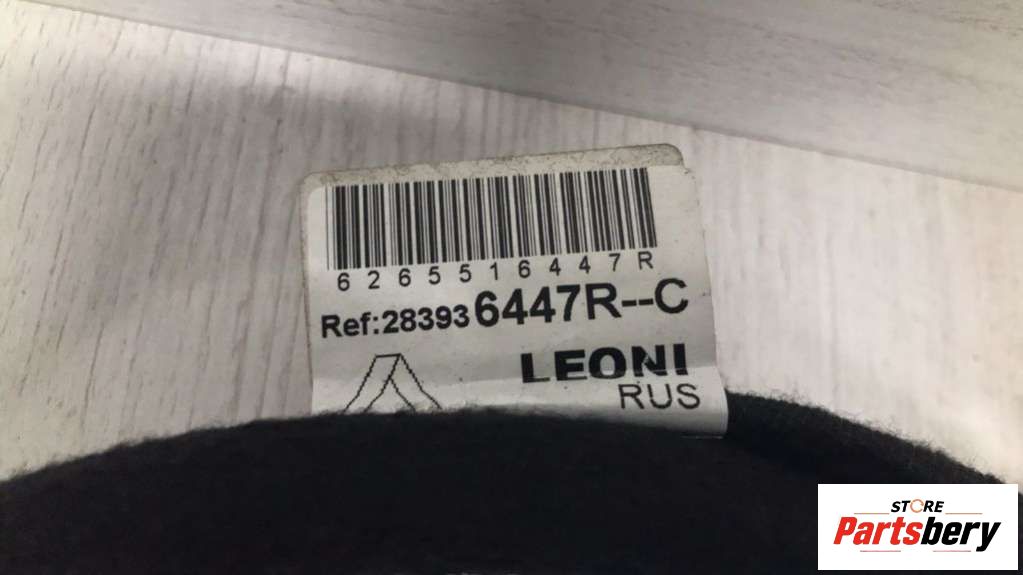 6265516447R
Ref:283936447R--C
LEONI
RUS
STORE
Partsbery